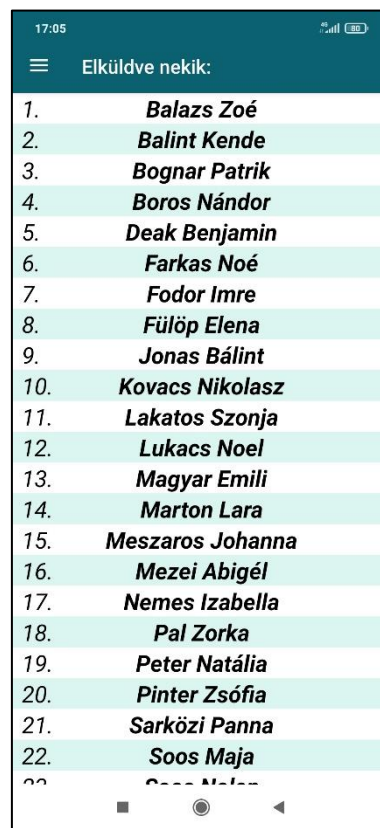 17:05 4G 80
Elküldve nekik:
1. Balazs Zoé
2. Balint Kende
3. Bognar Patrik
4. Boros Nándor
5. Deak Benjamin
6. Farkas Noé
7. Fodor Imre
8. Fülöp Elena
9. Jonas Bálint
10. Kovacs Nikolasz
11. Lakatos Szonja
12. Lukacs Noel
13. Magyar Emili
14. Marton Lara
15. Meszaros Johanna
16. Mezei Abigél
17. Nemes Izabella
18. Pal Zorka
19. Peter Natália
20. Pinter Zsófia
21. Sarközi Panna
22. Soos Maja